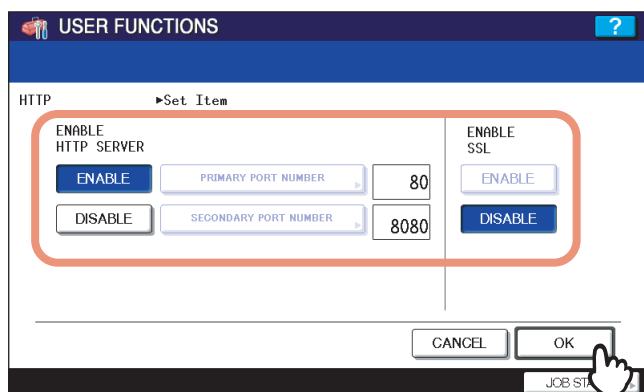 USER FUNCTIONS
?
HTTP ►Set Item
ENABLE
HTTP SERVER
ENABLE PRIMARY PORT NUMBER 80
DISABLE SECONDARY PORT NUMBER 8080
ENABLE
SSL
ENABLE
DISABLE
CANCEL OK
JOB